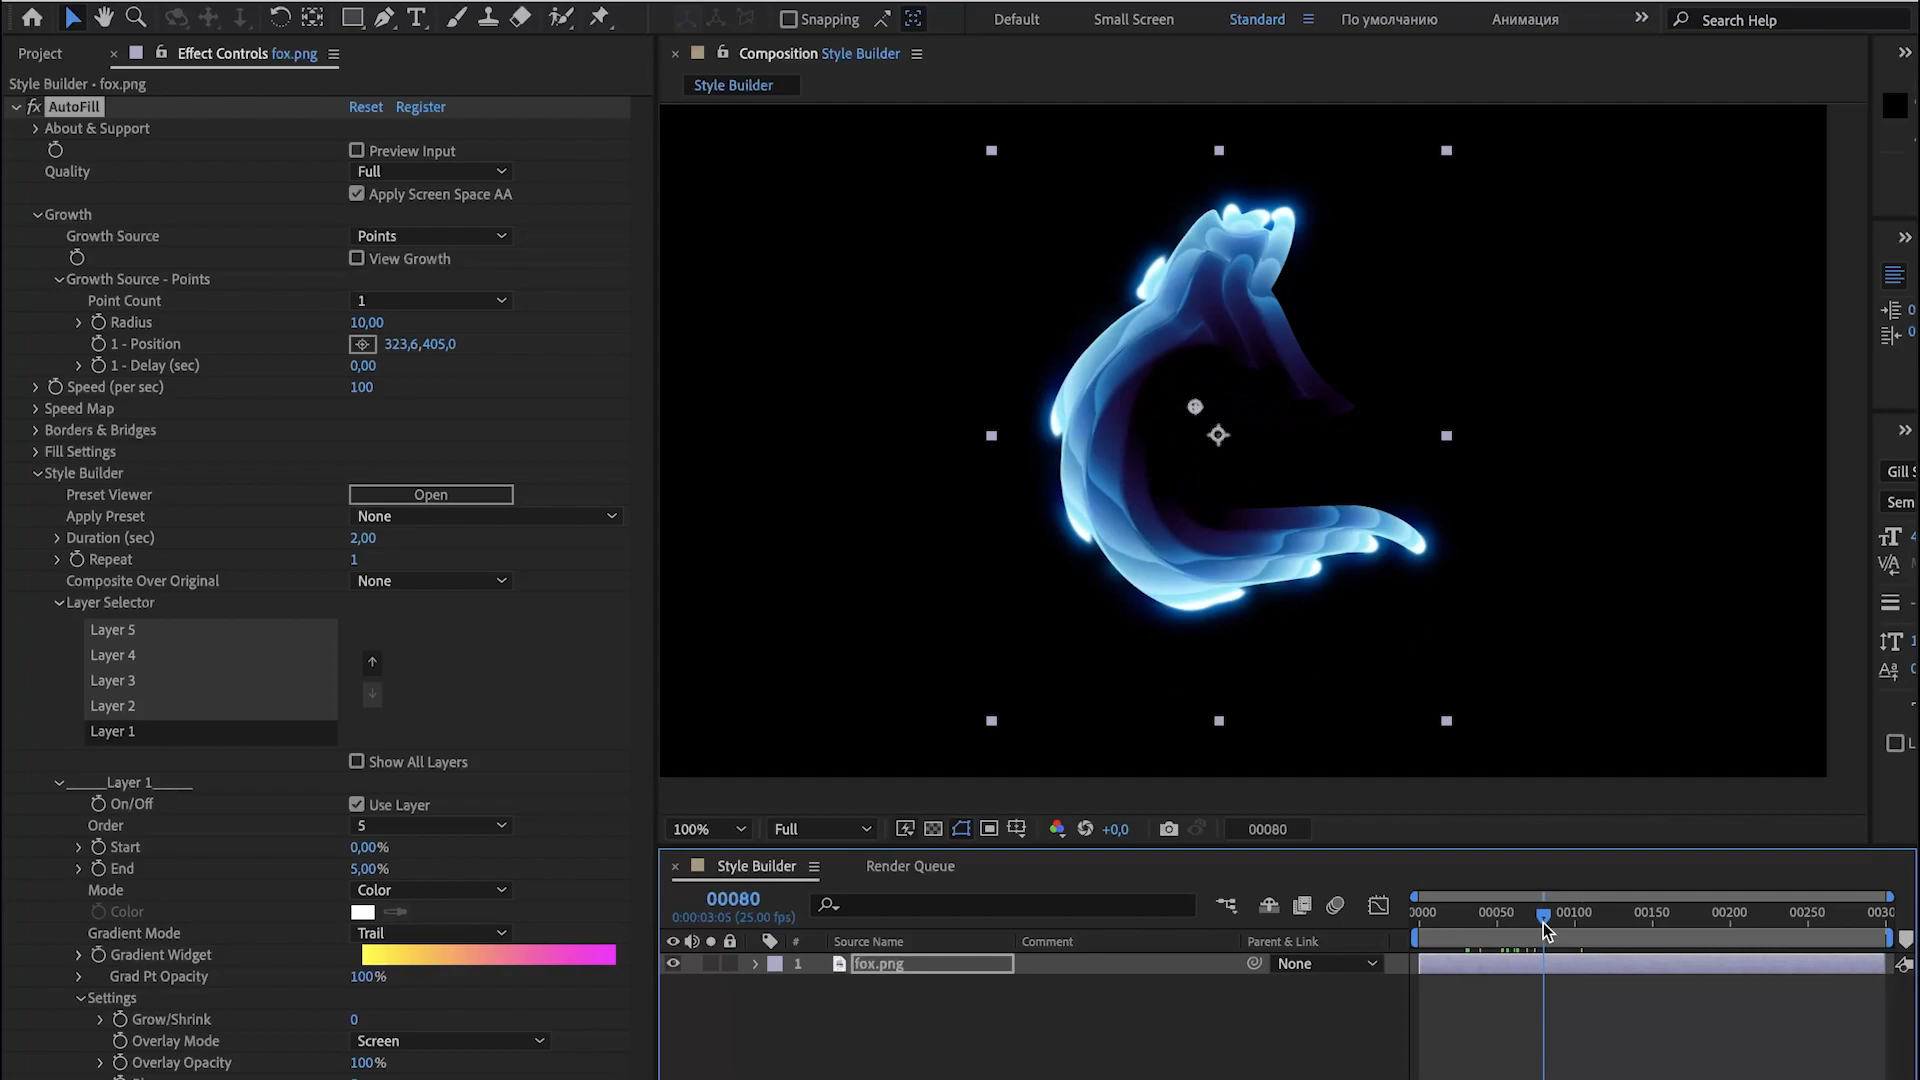 Snapping
Default
Small Screen
Standard
По умолчанию
Анимация
Search Help
Project
Effect Controls fox.png
Composition Style Builder
Style Builder • fox.png
Style Builder
fx AutoFill
Reset
Register
About & Support
Preview Input
Quality
Full
Apply Screen Space AA
Growth
Growth Source
Points
View Growth
Growth Source - Points
Point Count
1
Radius
10,00
1 - Position
323,6,405,0
1 - Delay (sec)
0,00
Speed (per sec)
100
Speed Map
Borders & Bridges
Fill Settings
Style Builder
Preset Viewer
Open
Apply Preset
None
Duration (sec)
2,00
Repeat
1
Composite Over Original
None
Layer Selector
Layer 5
Layer 4
Layer 3
Layer 2
Layer 1
Show All Layers
_____Layer 1_____
On/Off
Use Layer
Order
5
Start
0,00%
End
5,00%
Mode
Color
Color
Gradient Mode
Trail
Gradient Widget
Grad Pt Opacity
100%
Settings
Grow/Shrink
0
Overlay Mode
Screen
Overlay Opacity
100%
100%
Full
+0,0
00080
Style Builder
Render Queue
00080
0:00:03:05 (25.00 fps)
0000
00050
00100
00150
00200
00250
0030
#
Source Name
Comment
Parent & Link
1
fox.png
None
Gill
Sem